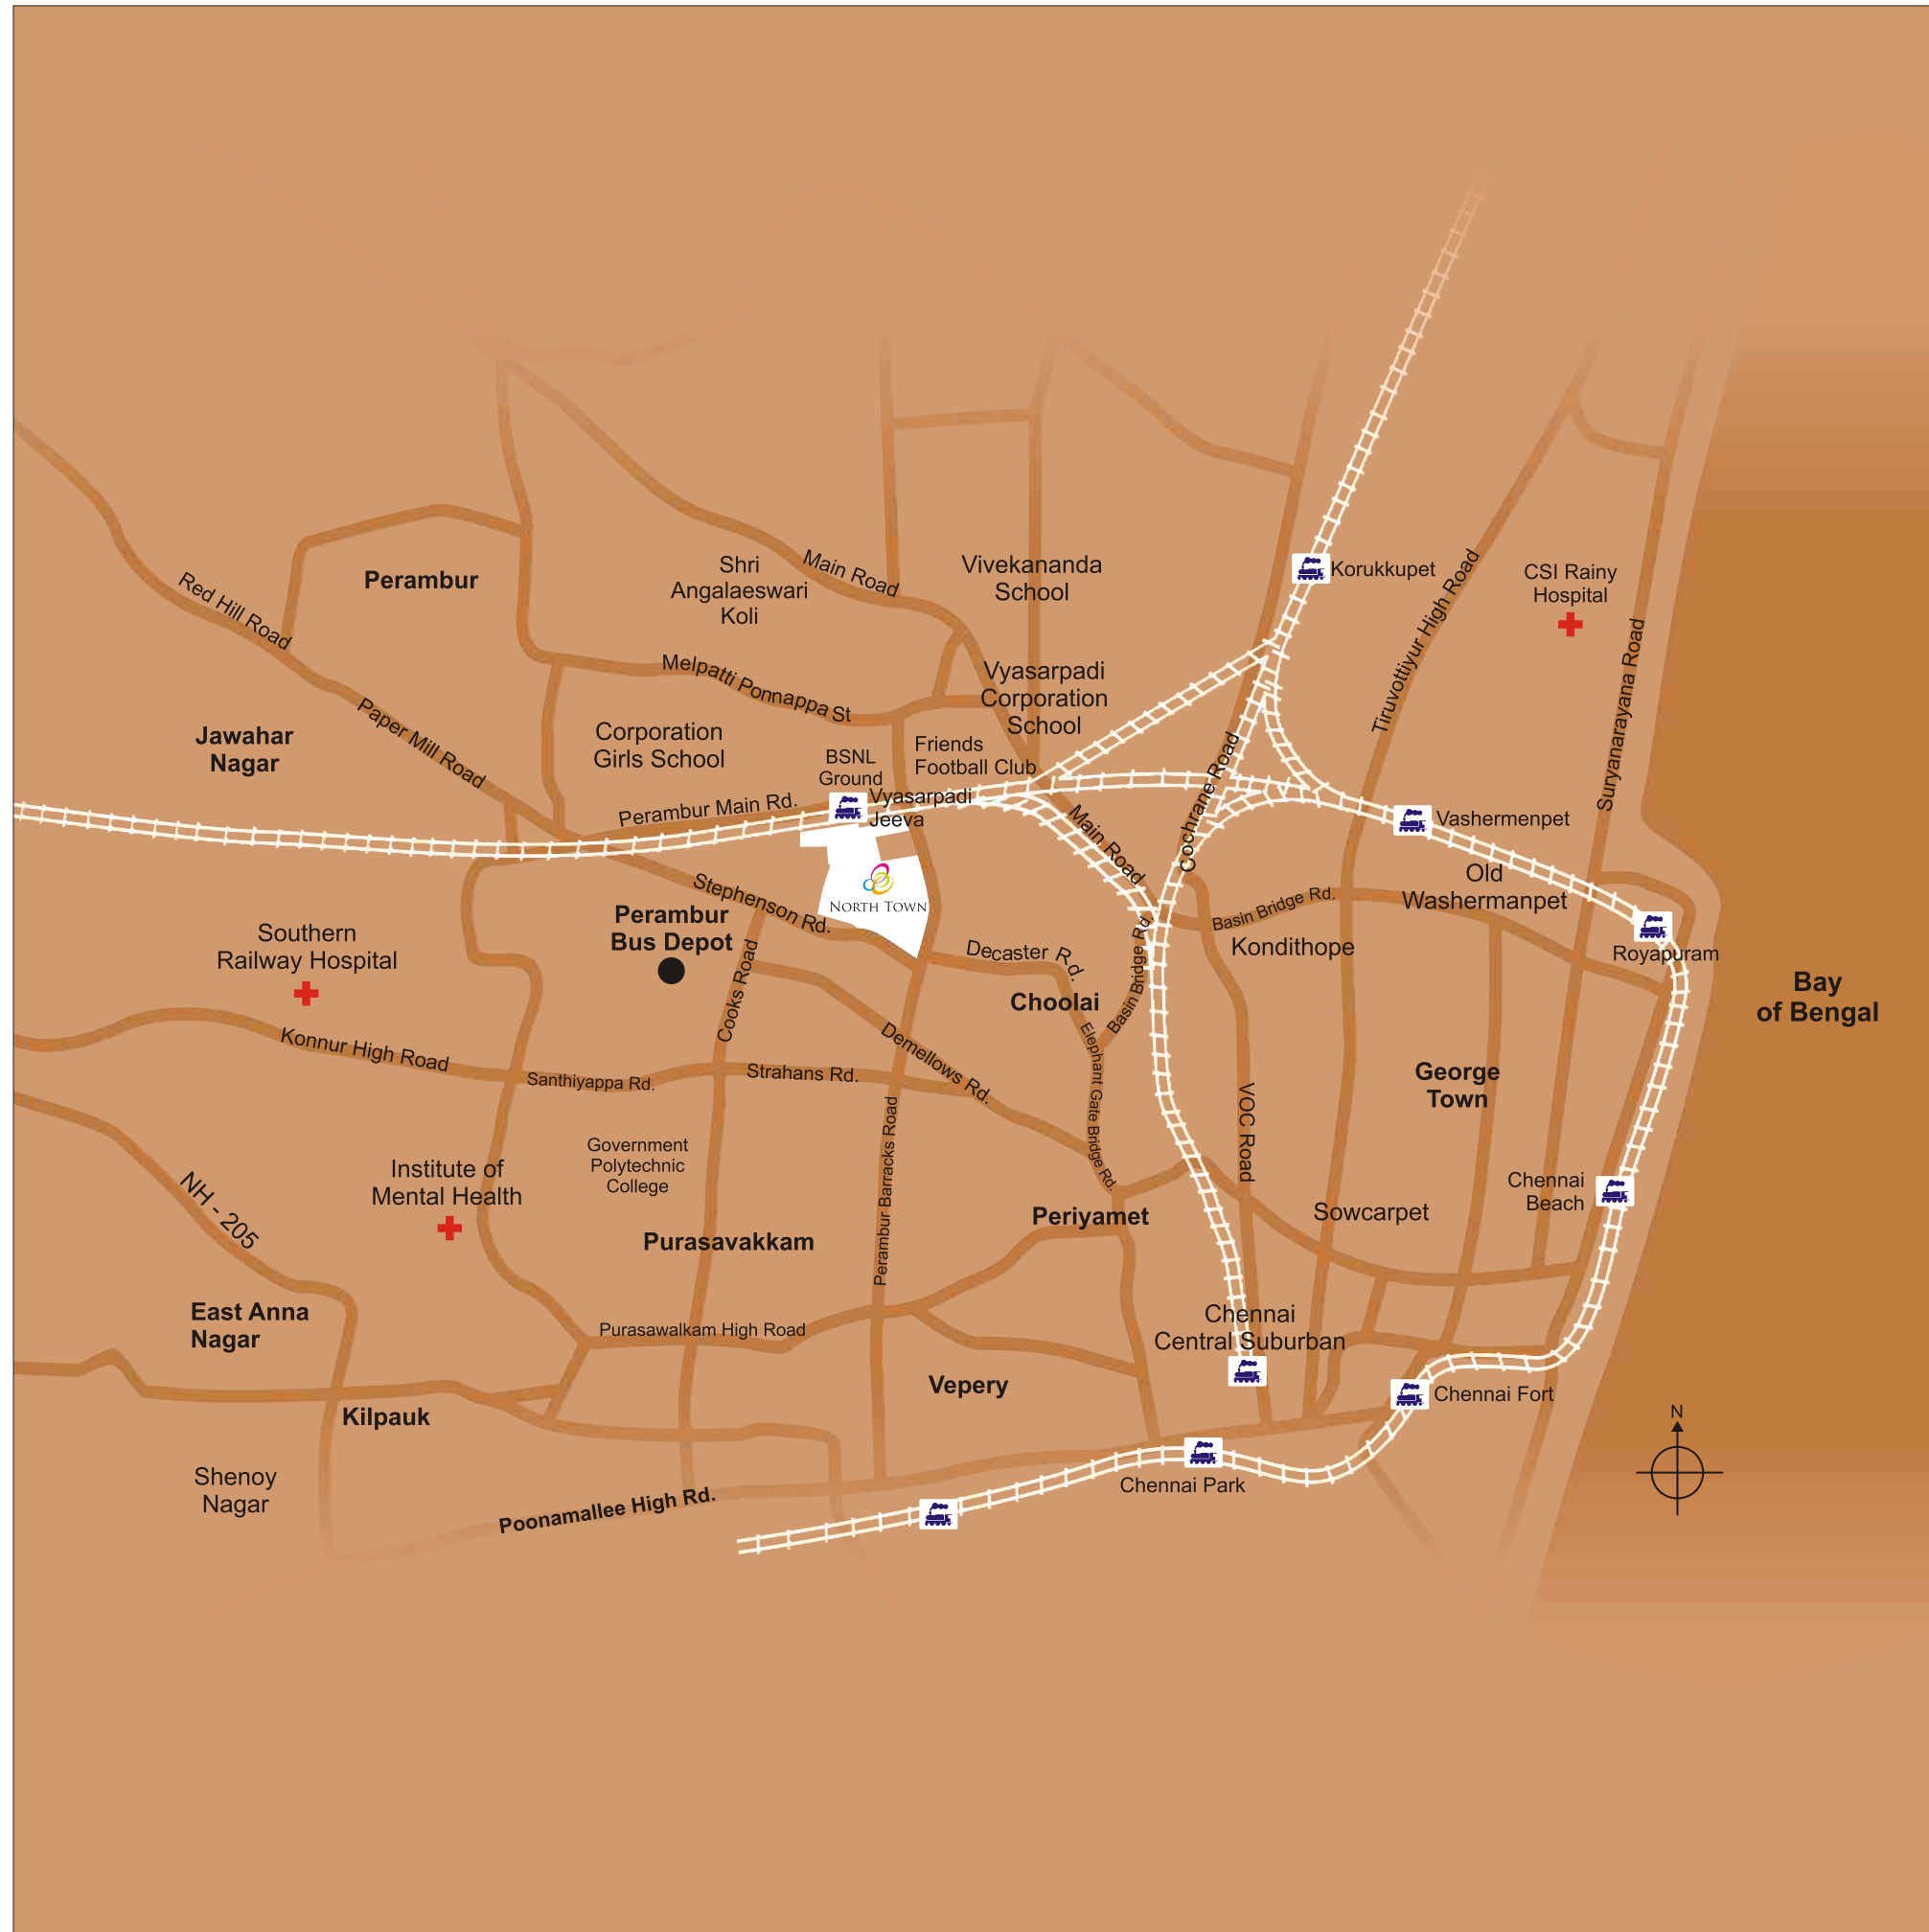 Shri
Angalaeswari
Koli
Main Road
Vivekananda
School
Korukkupet
CSI Rainy
Hospital
Perambur
Red Hill Road
Tiruvottiyur High Road
Suryanarayana Road
Melpatti Ponnappa St
Vyasarpadi
Corporation
School
Jawahar
Nagar
Paper Mill Road
Corporation
Girls School
BSNL
Ground
Friends
Football Club
Perambur Main Rd.
Vyasarpadi
Jeeva
Main Road
Cochrane Road
Vashermenpet
Old
Washermanpet
Stephenson Rd.
NORTH TOWN
Perambur
Bus Depot
Basin Bridge Rd.
Kondithope
Royapuram
Southern
Railway Hospital
Cooks Road
Decaster Rd.
Choolai
Basin Bridge Rd.
Bay
of Bengal
Konnur High Road
Santhiyappa Rd.
Strahans Rd.
Demellows Rd.
Elephant Gate Bridge Rd.
George
Town
VOC Road
Perambur Barracks Road
Government
Polytechnic
College
Institute of
Mental Health
NH - 205
Chennai
Beach
Periyamet
Sowcarpet
Purasavakkam
East Anna
Nagar
Purasawalkam High Road
Chennai
Central Suburban
Vepery
Chennai Fort
Kilpauk
N
Shenoy
Nagar
Chennai Park
Poonamallee High Rd.